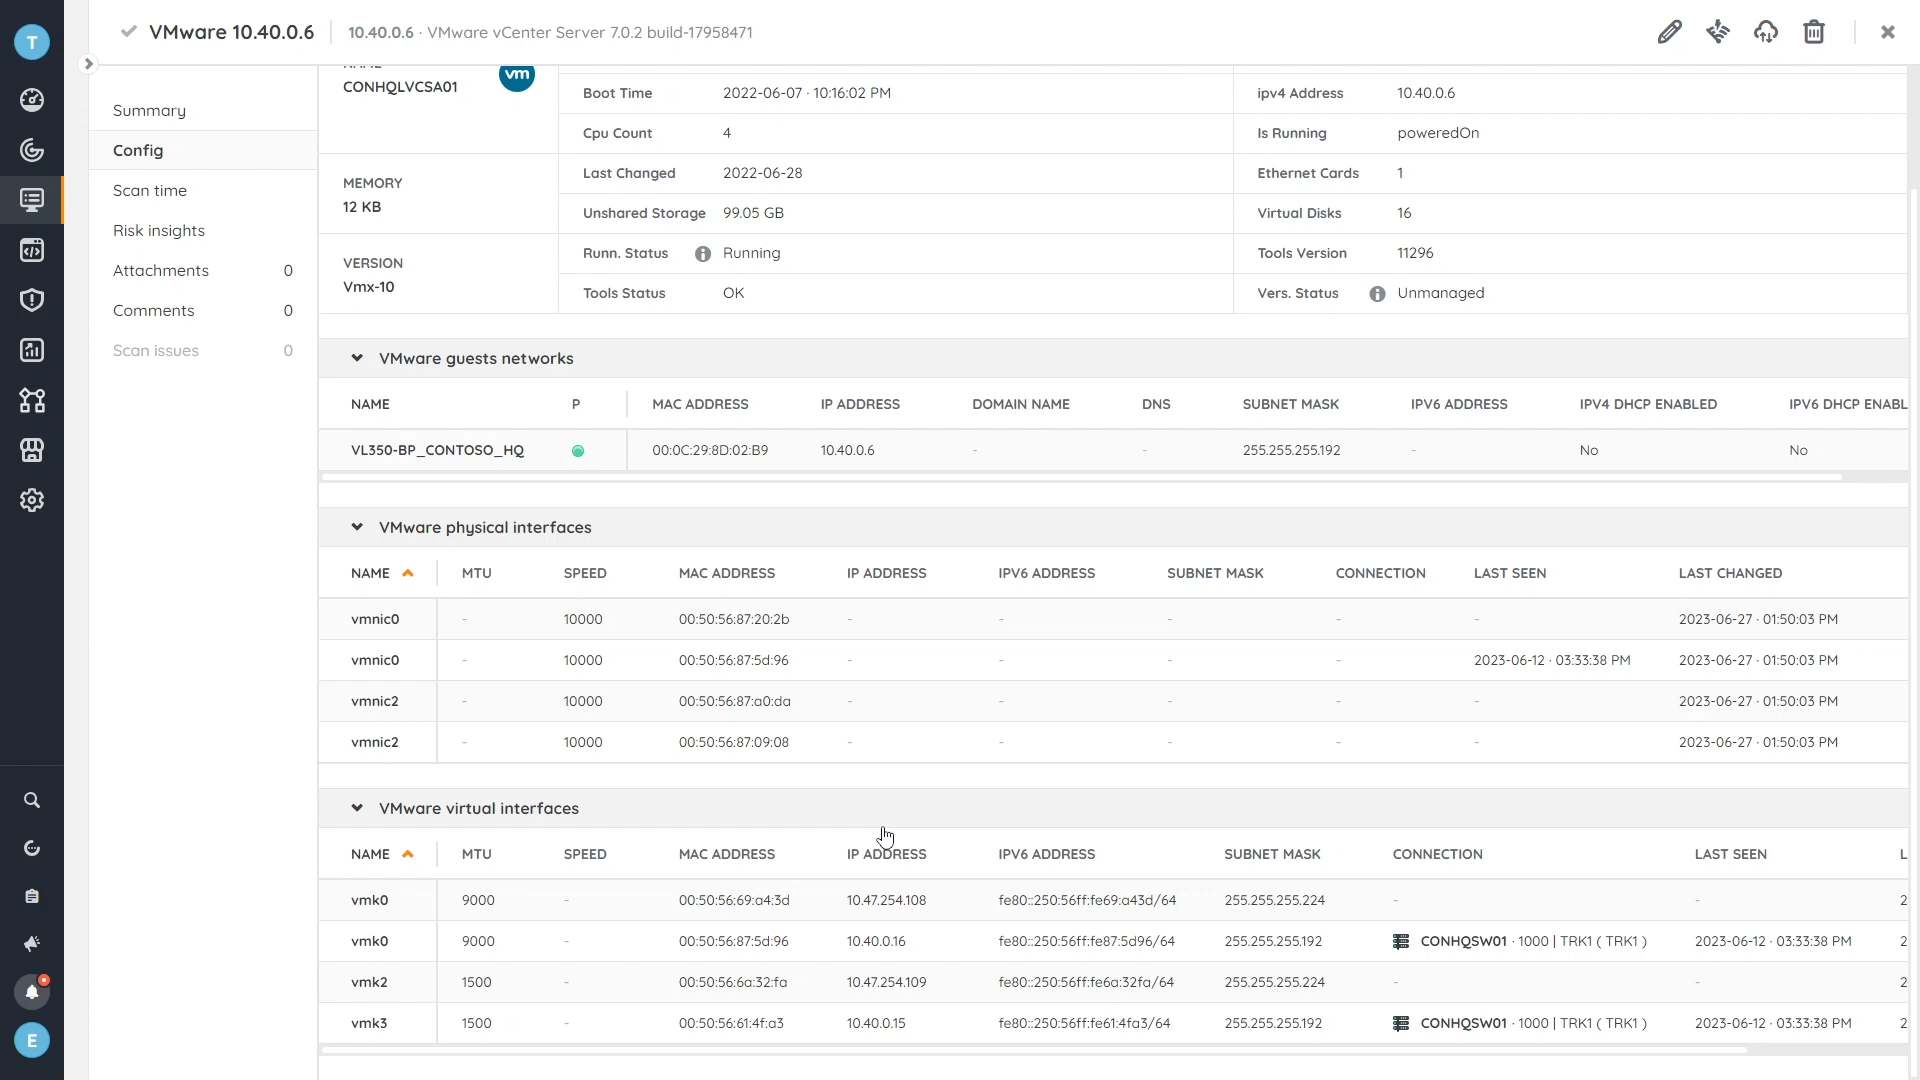 T
VMware 10.40.0.6
10.40.0.6 · VMware vCenter Server 7.0.2 build-17958471
Summary
Config
Scan time
Risk insights
Attachments 0
Comments 0
Scan issues 0
NAME
CONHQLVCSA01
vm
MEMORY
12 KB
VERSION
Vmx-10
Boot Time 2022-06-07 · 10:16:02 PM
Cpu Count 4
Last Changed 2022-06-28
Unshared Storage 99.05 GB
Runn. Status Running
Tools Status OK
ipv4 Address 10.40.0.6
Is Running poweredOn
Ethernet Cards 1
Virtual Disks 16
Tools Version 11296
Vers. Status Unmanaged
VMware guests networks
NAME P MAC ADDRESS IP ADDRESS DOMAIN NAME DNS SUBNET MASK IPV6 ADDRESS IPV4 DHCP ENABLED IPV6 DHCP ENABL
VL350-BP_CONTOSO_HQ 00:0C:29:8D:02:B9 10.40.0.6 - - 255.255.255.192 - No No
VMware physical interfaces
NAME MTU SPEED MAC ADDRESS IP ADDRESS IPV6 ADDRESS SUBNET MASK CONNECTION LAST SEEN LAST CHANGED
vmnic0 - 10000 00:50:56:87:20:2b - - - - - 2023-06-27 · 01:50:03 PM
vmnic0 - 10000 00:50:56:87:5d:96 - - - - 2023-06-12 · 03:33:38 PM 2023-06-27 · 01:50:03 PM
vmnic2 - 10000 00:50:56:87:a0:da - - - - - 2023-06-27 · 01:50:03 PM
vmnic2 - 10000 00:50:56:87:09:08 - - - - - 2023-06-27 · 01:50:03 PM
VMware virtual interfaces
NAME MTU SPEED MAC ADDRESS IP ADDRESS IPV6 ADDRESS SUBNET MASK CONNECTION LAST SEEN L
vmk0 9000 - 00:50:56:69:a4:3d 10.47.254.108 fe80::250:56ff:fe69:a43d/64 255.255.255.224 - - 2
vmk0 9000 - 00:50:56:87:5d:96 10.40.0.16 fe80::250:56ff:fe87:5d96/64 255.255.255.192 CONHQSW01 · 1000 | TRK1 ( TRK1 ) 2023-06-12 · 03:33:38 PM 2
vmk2 1500 - 00:50:56:6a:32:fa 10.47.254.109 fe80::250:56ff:fe6a:32fa/64 255.255.255.224 - - 2
vmk3 1500 - 00:50:56:61:4f:a3 10.40.0.15 fe80::250:56ff:fe61:4fa3/64 255.255.255.192 CONHQSW01 · 1000 | TRK1 ( TRK1 ) 2023-06-12 · 03:33:38 PM 2
E